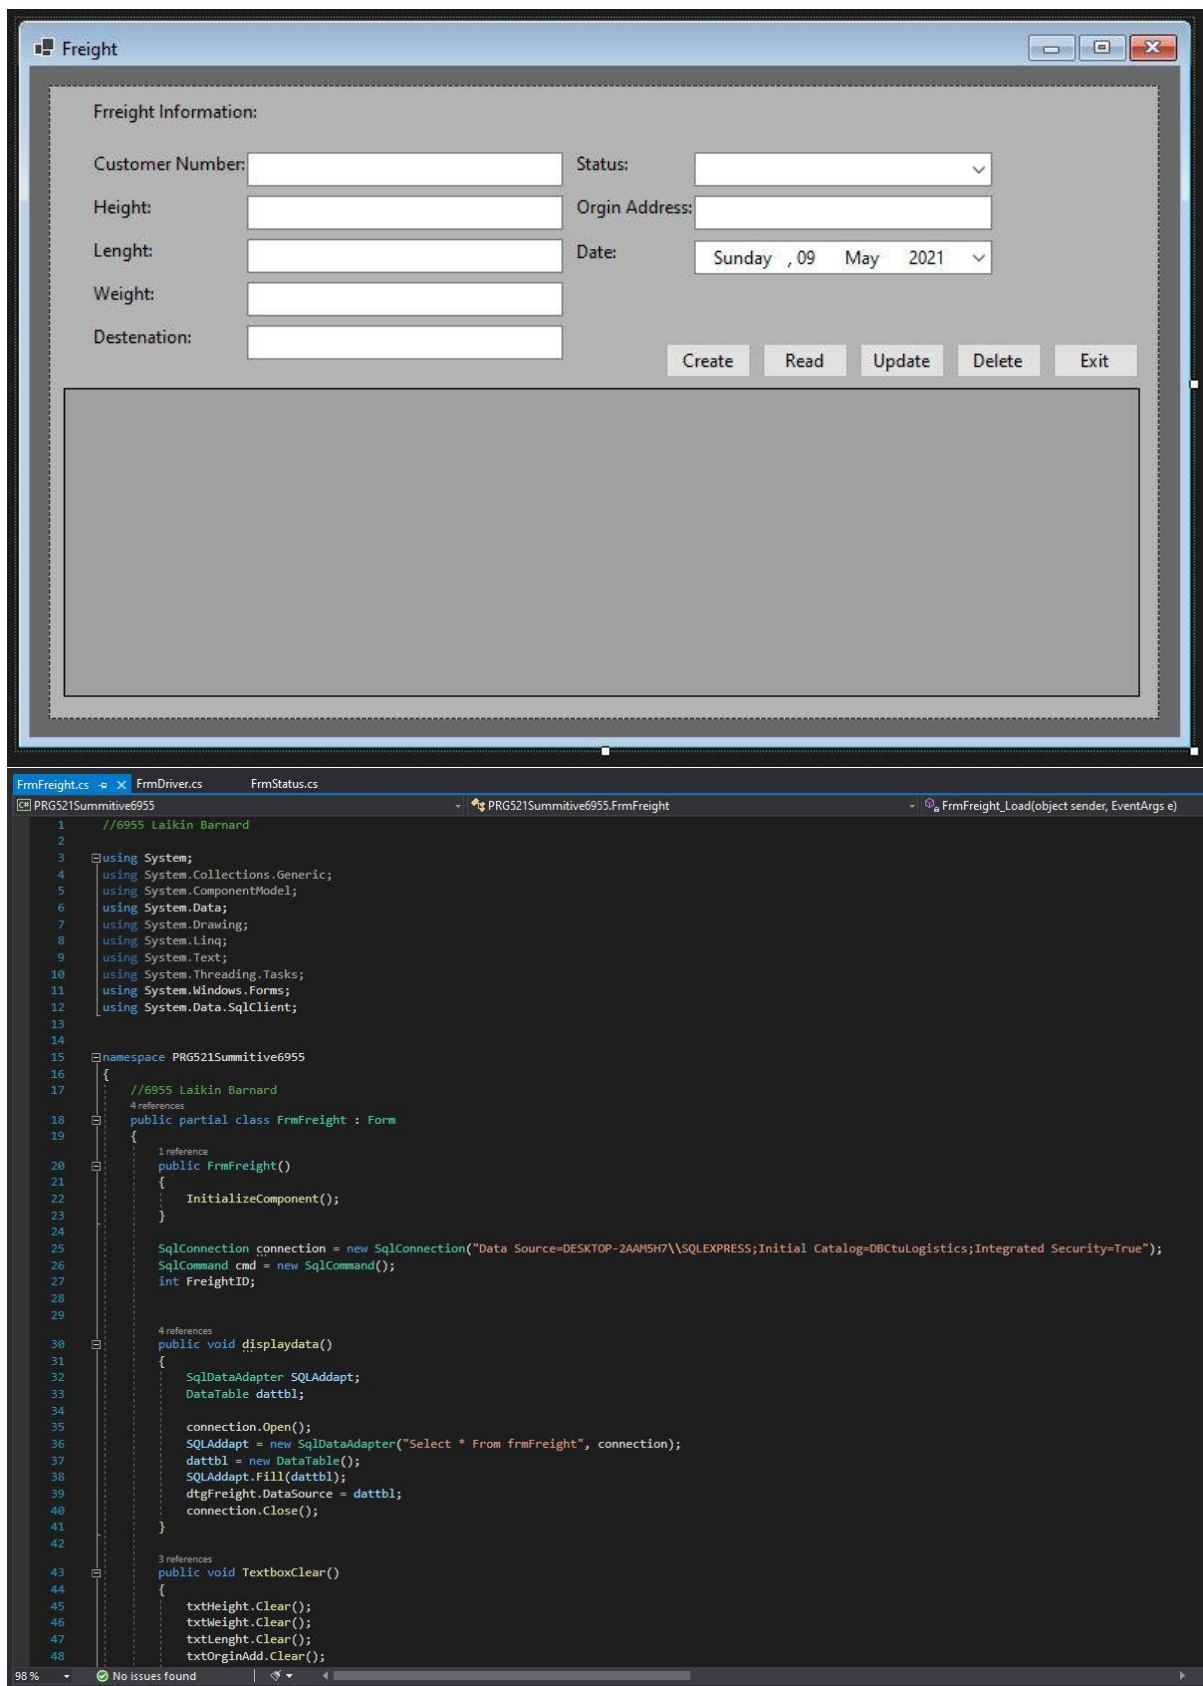 Freight
Frreight Information:
Customer Number:
Status:
Height:
Orgin Address:
Lenght:
Date:
Sunday , 09 May 2021
Weight:
Destenation:
Create Read Update Delete Exit
FrmFreight.cs FrmDriver.cs FrmStatus.cs
C# PRG521Summitive6955 PRG521Summitive6955.FrmFreight FrmFreight_Load(object sender, EventArgs e)
1 //6955 Laikin Barnard
2
3 using System;
4 using System.Collections.Generic;
5 using System.ComponentModel;
6 using System.Data;
7 using System.Drawing;
8 using System.Linq;
9 using System.Text;
10 using System.Threading.Tasks;
11 using System.Windows.Forms;
12 using System.Data.SqlClient;
13
14
15 namespace PRG521Summitive6955
16 {
17 //6955 Laikin Barnard
4 references
18 public partial class FrmFreight : Form
19 {
1 reference
20 public FrmFreight()
21 {
22 InitializeComponent();
23 }
24
25 SqlConnection connection = new SqlConnection("Data Source=DESKTOP-2AAM5H7\\SQLEXPRESS;Initial Catalog=DBCtuLogistics;Integrated Security=True");
26 SqlCommand cmd = new SqlCommand();
27 int FreightID;
28
29
4 references
30 public void displaydata()
31 {
32 SqlDataAdapter SQLAddapt;
33 DataTable dattbl;
34
35 connection.Open();
36 SQLAddapt = new SqlDataAdapter("Select * From frmFreight", connection);
37 dattbl = new DataTable();
38 SQLAddapt.Fill(dattbl);
39 dtgFreight.DataSource = dattbl;
40 connection.Close();
41 }
42
3 references
43 public void TextboxClear()
44 {
45 txtHeight.Clear();
46 txtWeight.Clear();
47 txtLenght.Clear();
48 txtOrginAdd.Clear();
98 % No issues found